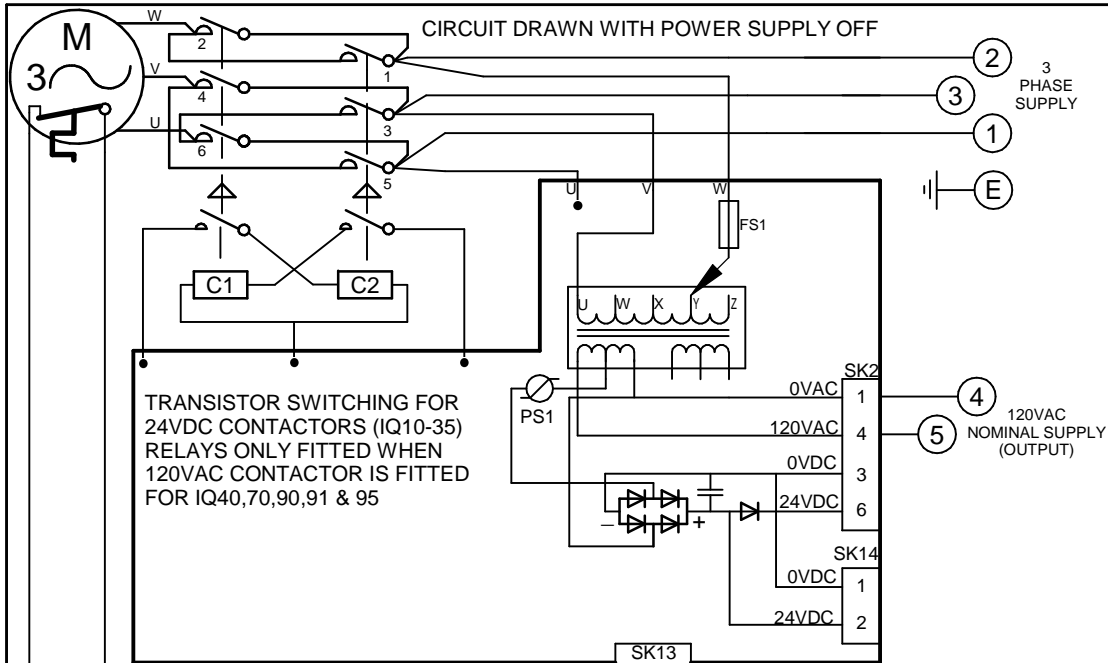 CIRCUIT DRAWN WITH POWER SUPPLY OFF
W
M
3
V
U
2
1
4
3
6
5
2
3
1
E
3
PHASE
SUPPLY
U
V
W
FS1
C1
C2
U W X Y Z
TRANSISTOR SWITCHING FOR
24VDC CONTACTORS (IQ10-35)
RELAYS ONLY FITTED WHEN
120VAC CONTACTOR IS FITTED
FOR IQ40,70,90,91 & 95
PS1
SK2
0VAC 1
120VAC 4
0VDC 3
24VDC 6
4
5
120VAC
NOMINAL SUPPLY
(OUTPUT)
− +
SK14
0VDC 1
24VDC 2
SK13